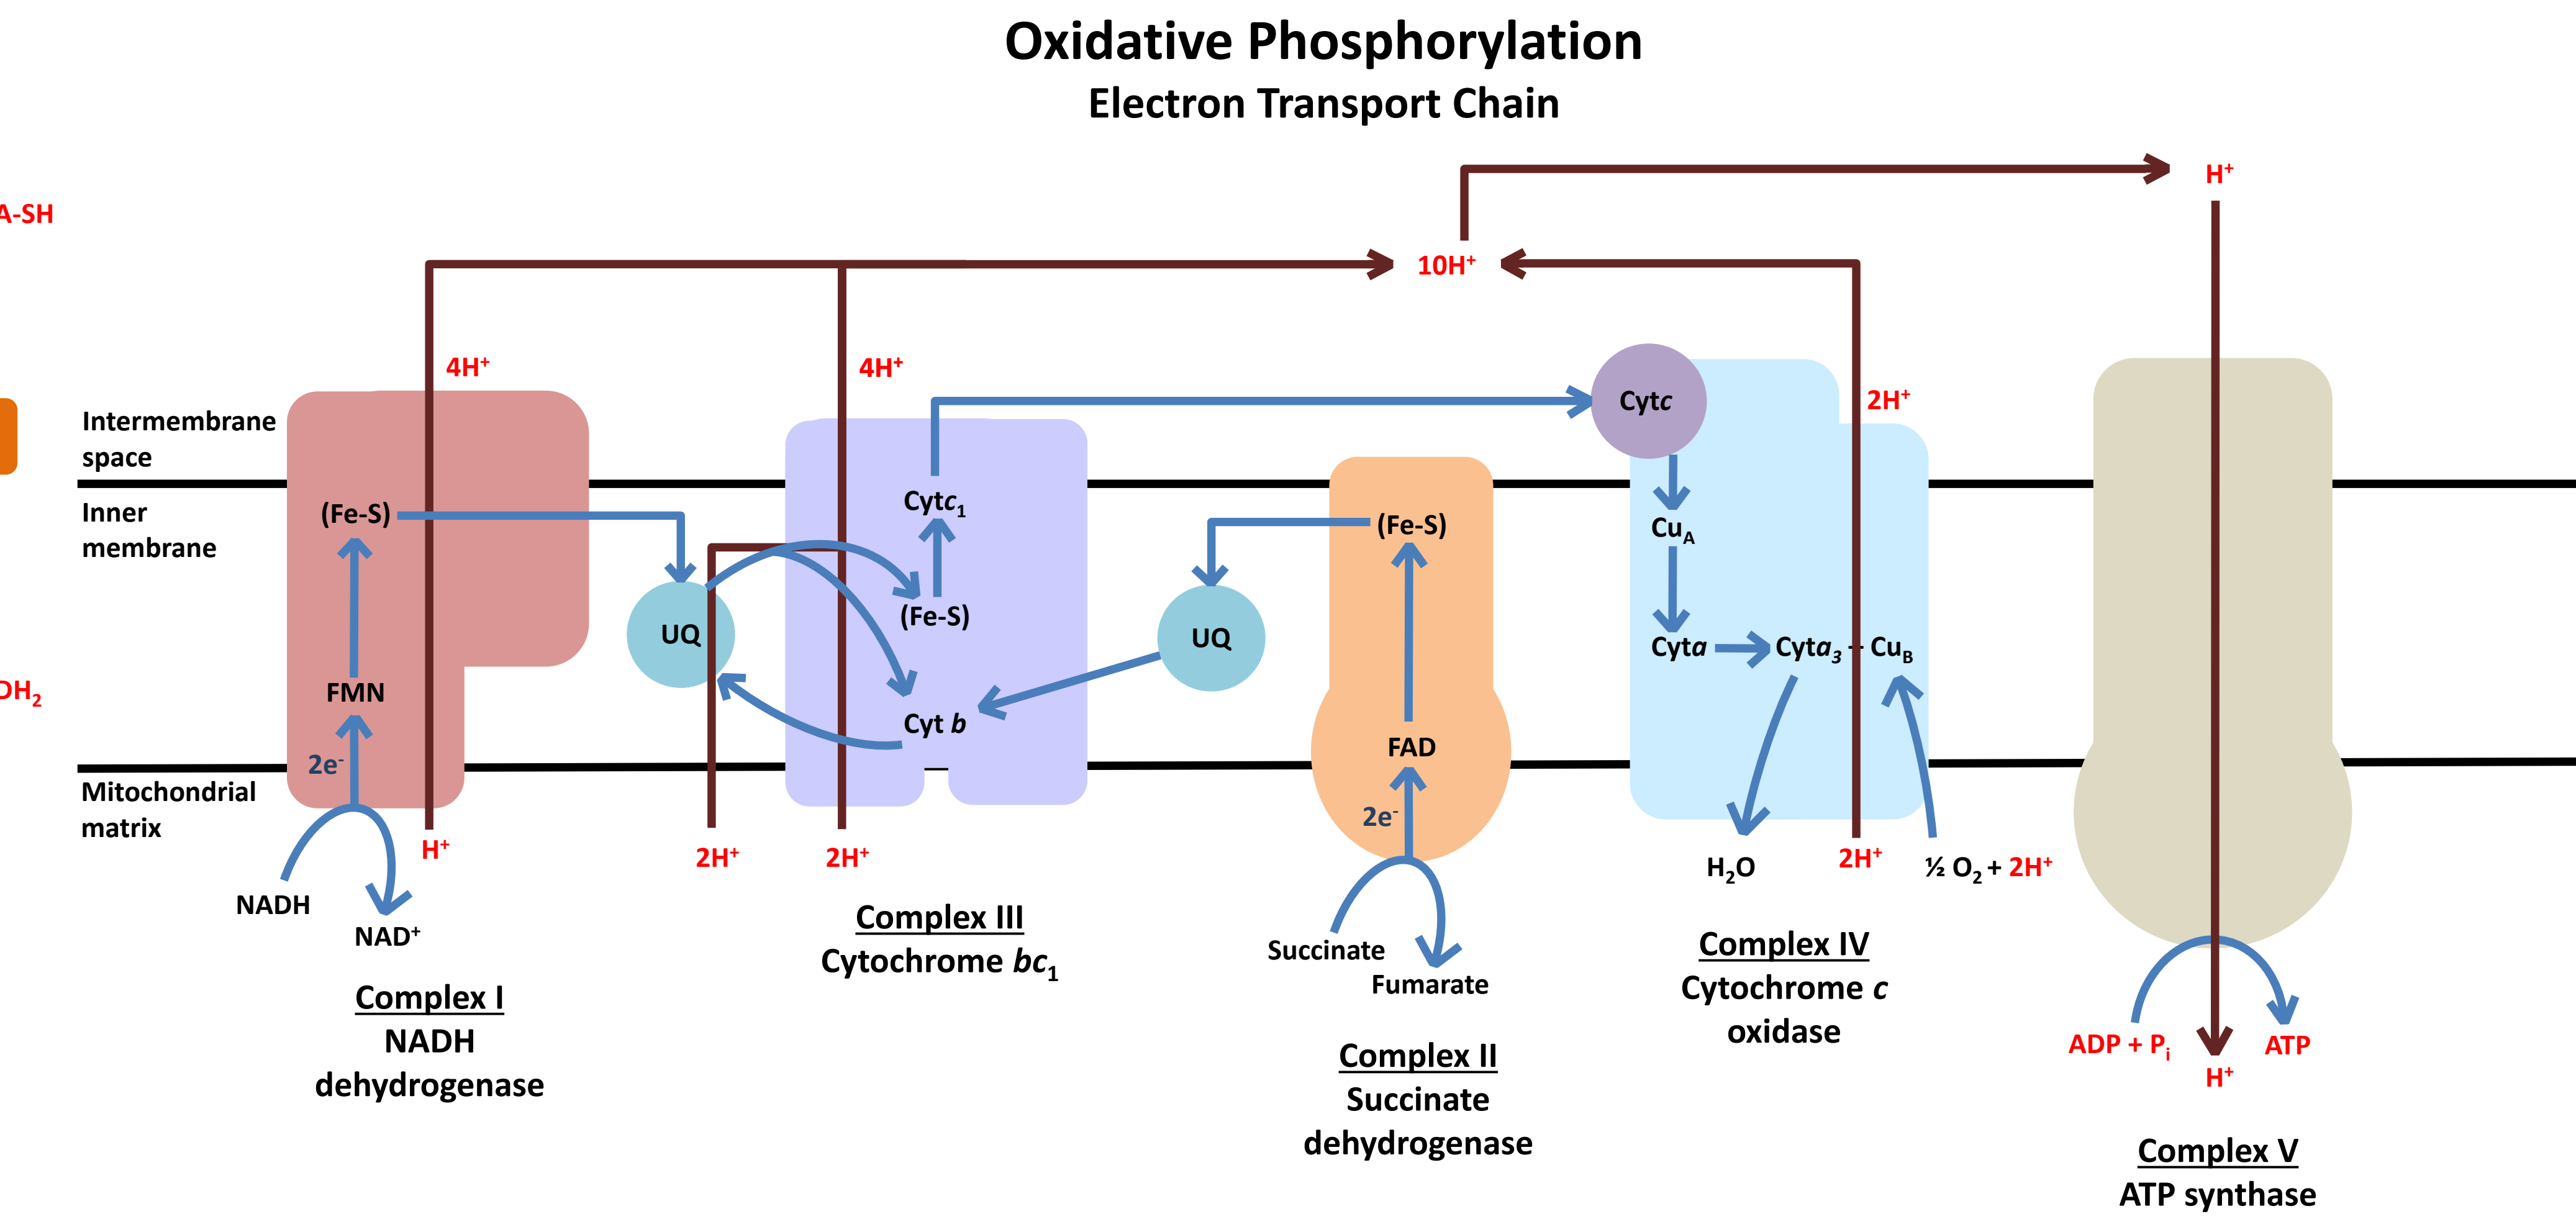 Oxidative Phosphorylation
Electron Transport Chain
A-SH
DH₂
H⁺
10H⁺
4H⁺
4H⁺
2H⁺
Intermembrane
space
Inner
membrane
Mitochondrial
matrix
(Fe-S)
FMN
2e⁻
H⁺
NADH
NAD⁺
Complex I
NADH
dehydrogenase
UQ
Cytc₁
(Fe-S)
Cyt b
2H⁺
2H⁺
Complex III
Cytochrome bc₁
UQ
(Fe-S)
FAD
2e⁻
Succinate
Fumarate
Complex II
Succinate
dehydrogenase
Cytc
Cu_A
Cyta
Cyta₃ – Cu_B
H₂O
2H⁺
½ O₂ + 2H⁺
Complex IV
Cytochrome c
oxidase
ADP + Pᵢ
ATP
H⁺
Complex V
ATP synthase